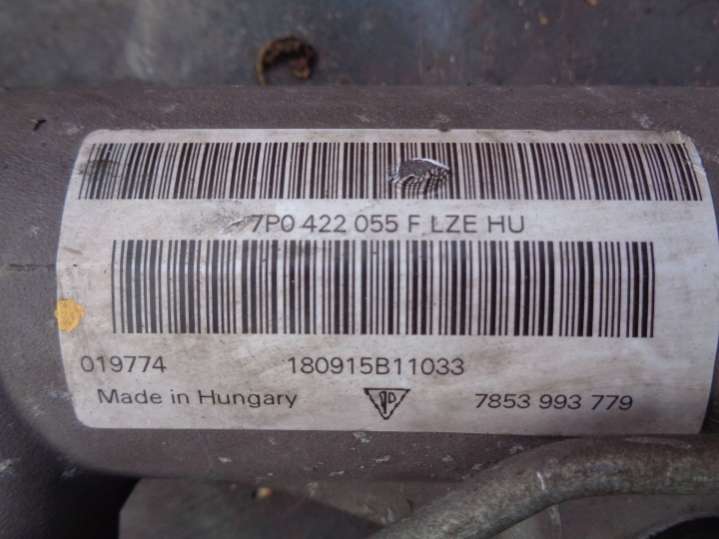 7P0 422 055 F LZE HU
019774 180915B11033
Made in Hungary 7853 993 779